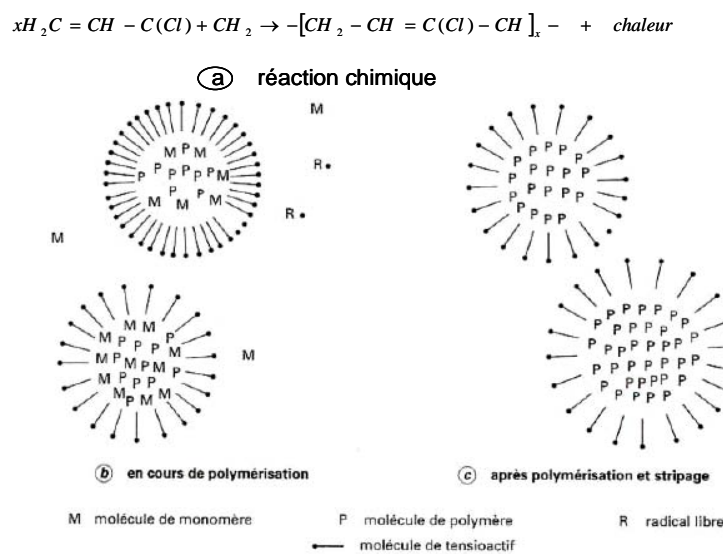 xH₂C = CH − C(Cl) + CH₂ → −[CH₂ − CH = C(Cl) − CH]ₓ − + chaleur
a réaction chimique
M
M P M
P P P P P M
P P
M M M
R •
R •
M
M M
M P P P M
M P M P M P
M P P P M
M P M
M
P P P P
P P P P P
P P P P
P P P P
P P P P P
P P P P
P P P P P P
P P P P P
P P P P P P
P PPPP P
P P P P
b en cours de polymérisation
c après polymérisation et stripage
M molécule de monomère
P molécule de polymère
R radical libre
molécule de tensioactif